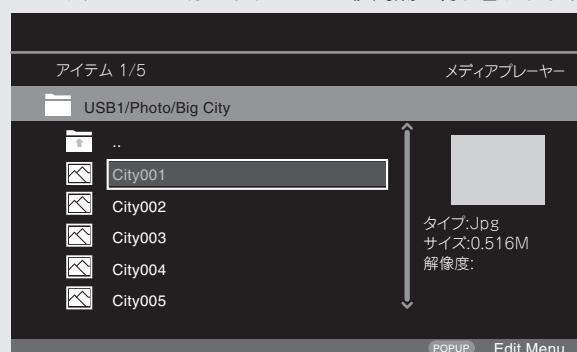 アイテム 1/5
メディアプレーヤー
USB1/Photo/Big City
..
City001
City002
City003
City004
City005
タイプ:Jpg
サイズ:0.516M
解像度:
POPUP Edit Menu